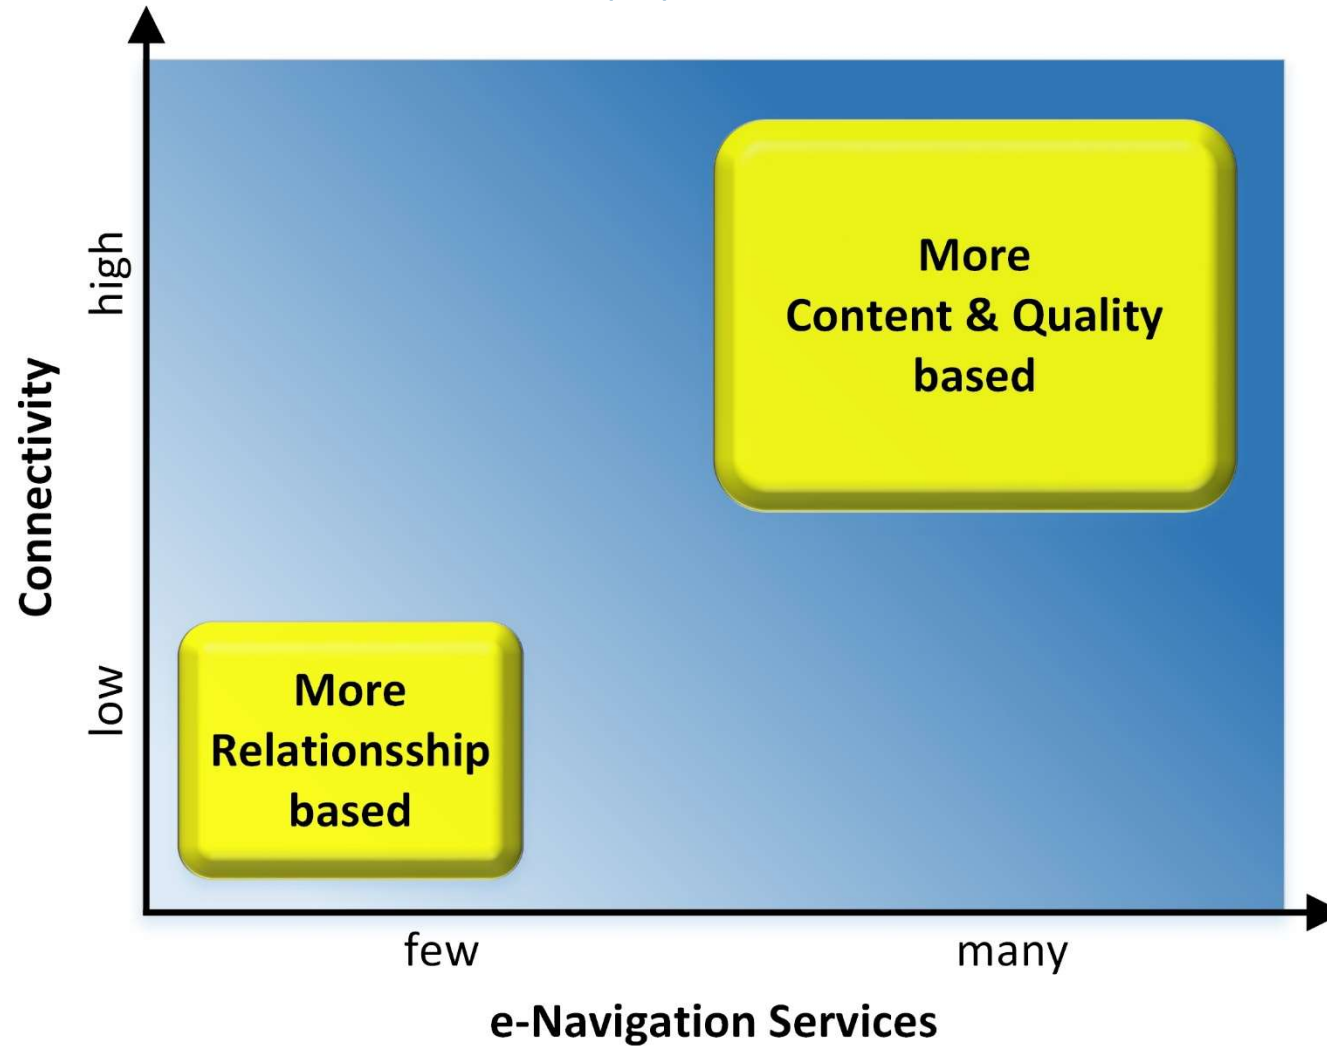 high
More
Content & Quality
based
Connectivity
low
More
Relationsship
based
few
many
e-Navigation Services